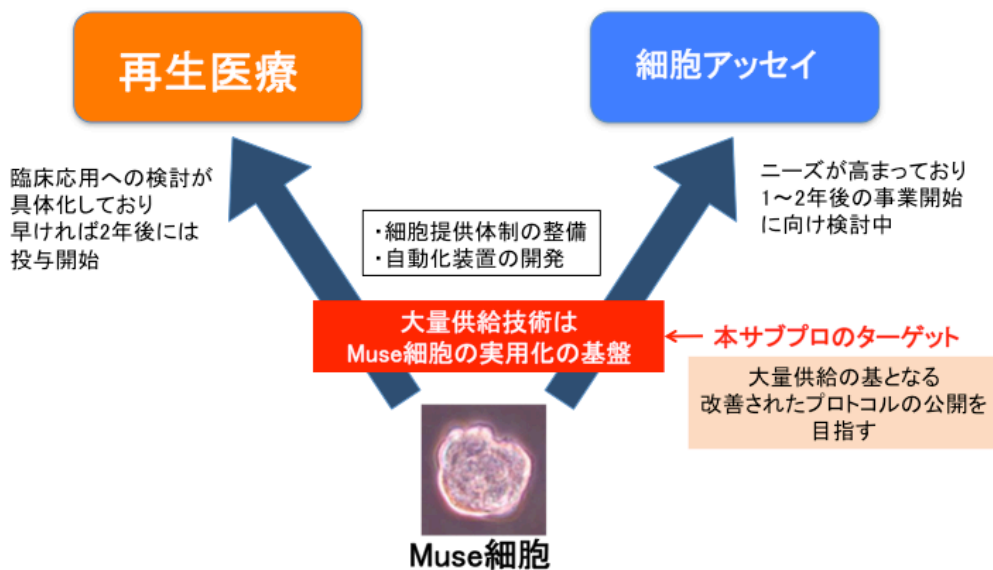 再生医療
細胞アッセイ
臨床応用への検討が
具体化しており
早ければ2年後には
投与開始
ニーズが高まっており
1～2年後の事業開始
に向け検討中
・細胞提供体制の整備
・自動化装置の開発
大量供給技術は
Muse細胞の実用化の基盤
← 本サブプロのターゲット
大量供給の基となる
改善されたプロトコルの公開を
目指す
Muse細胞